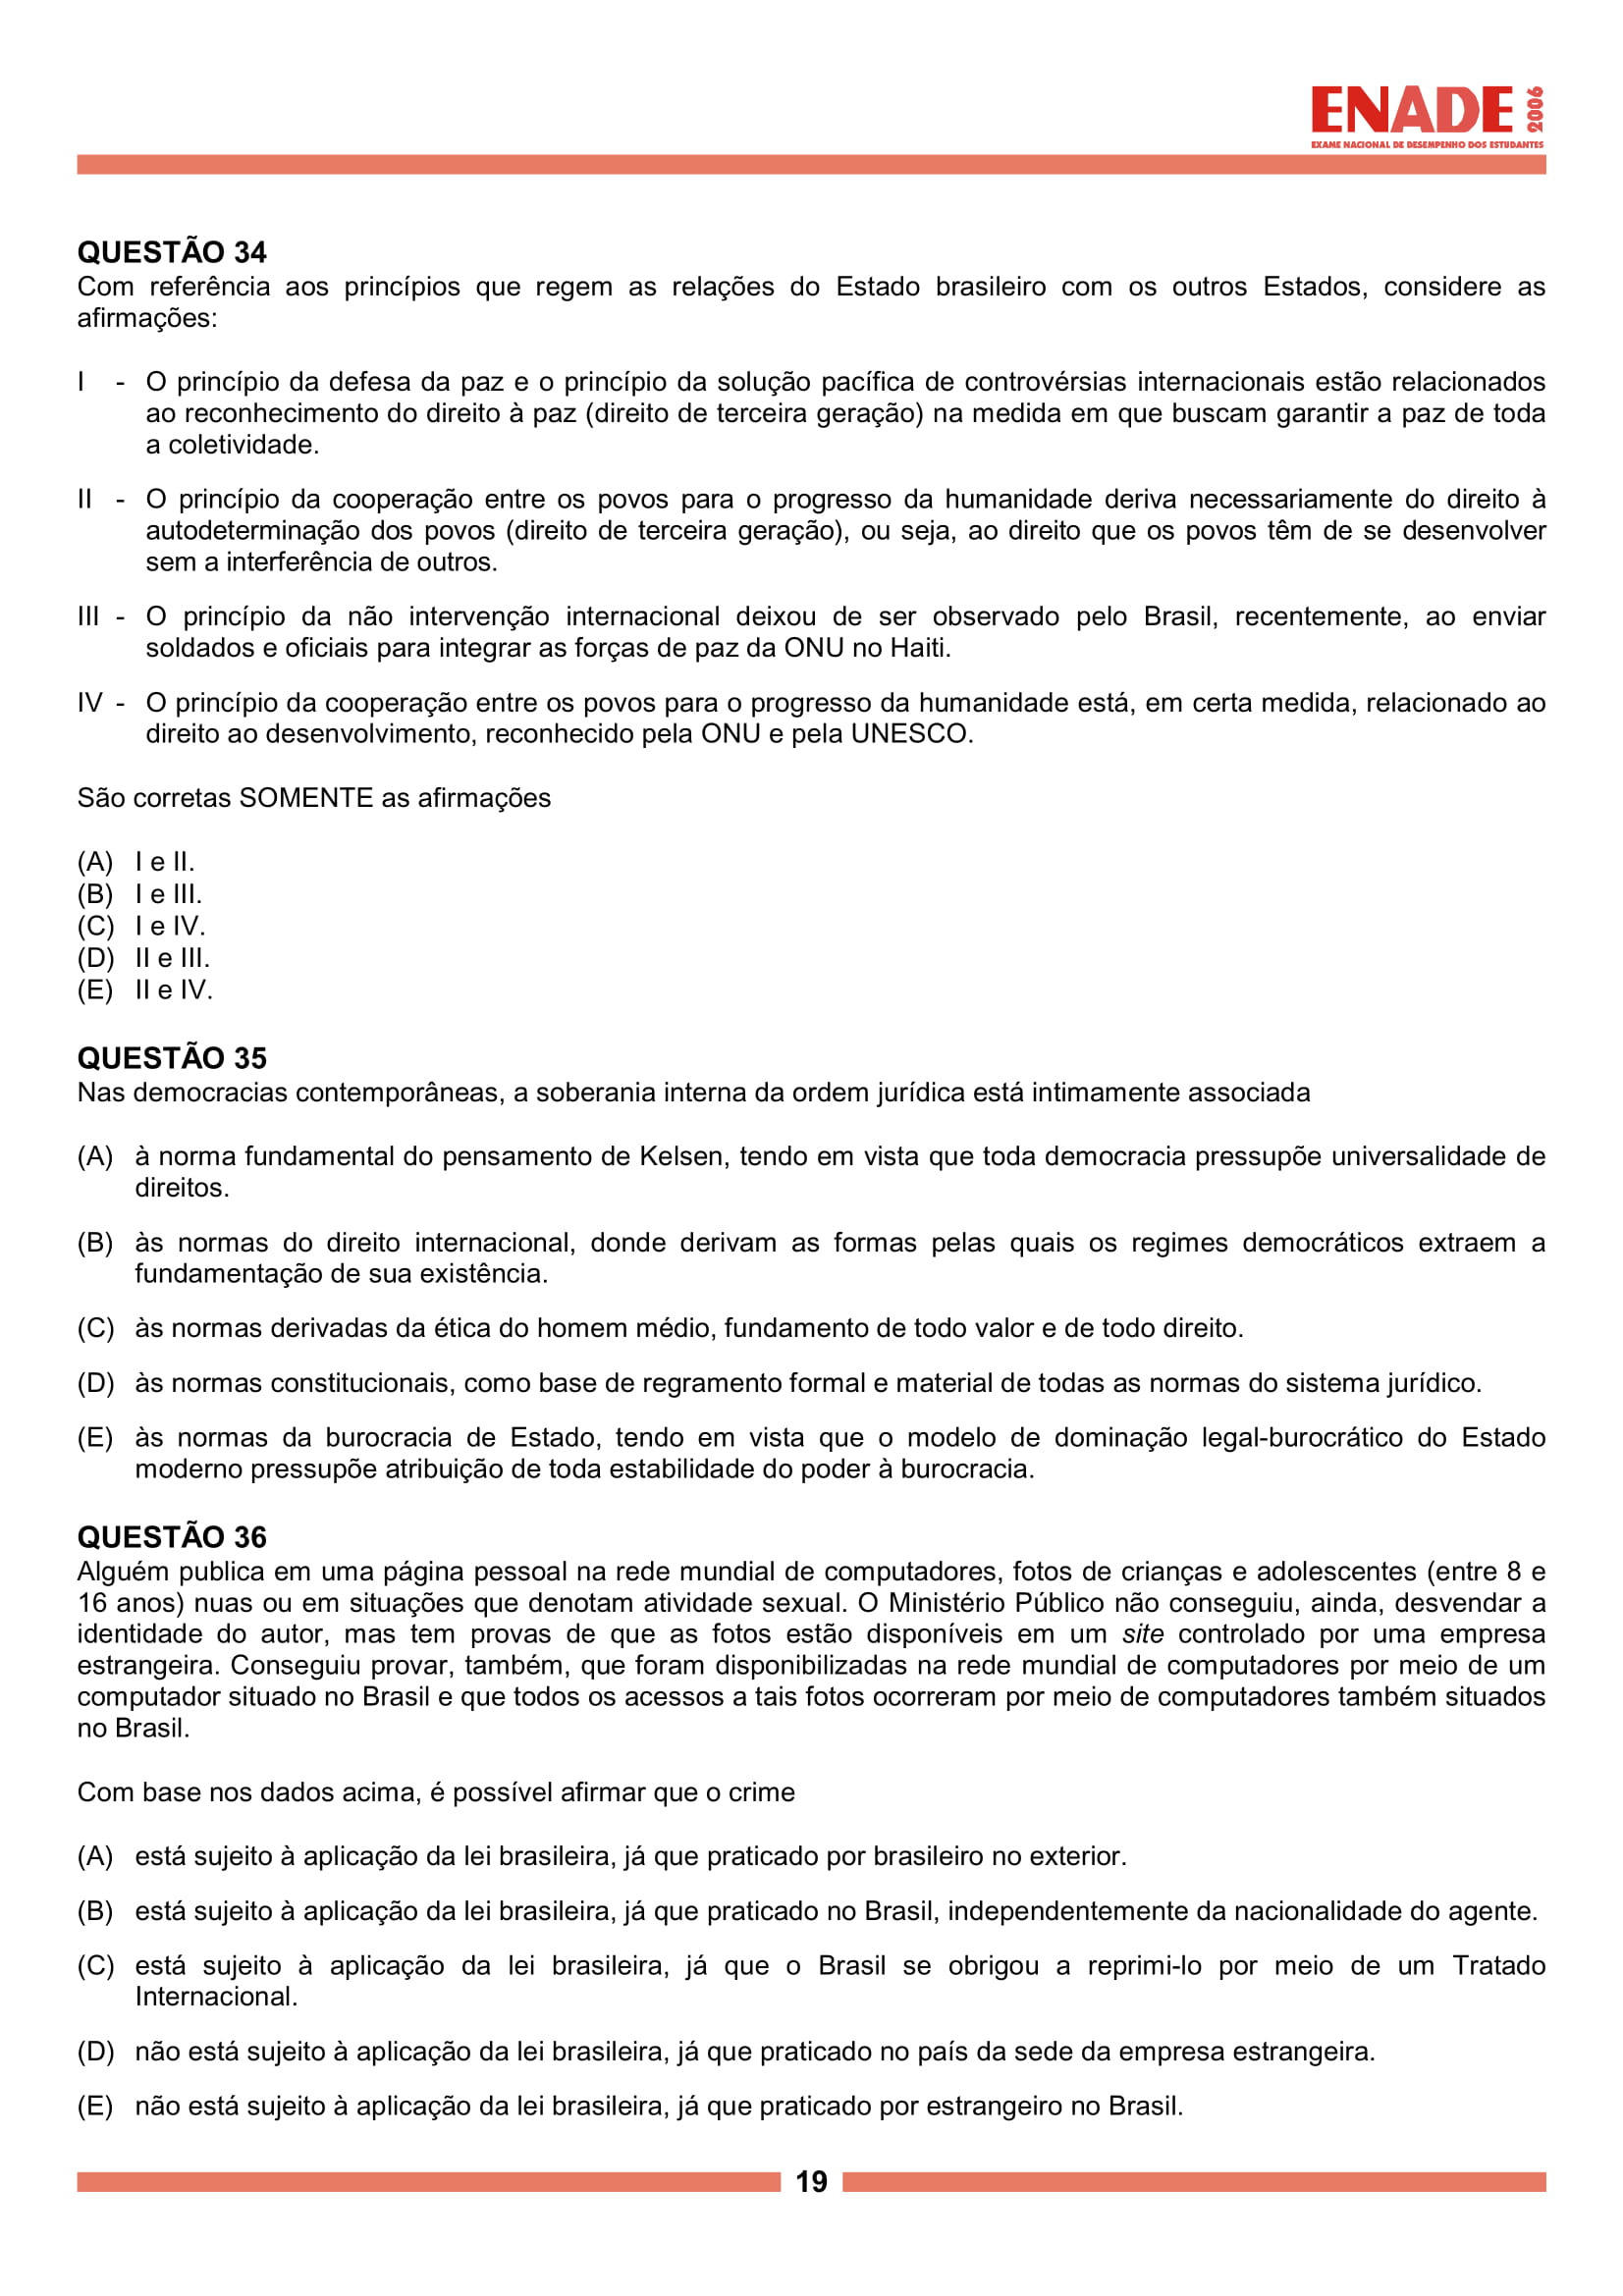 ENADE 2006
EXAME NACIONAL DE DESEMPENHO DOS ESTUDANTES
QUESTÃO 34
Com referência aos princípios que regem as relações do Estado brasileiro com os outros Estados, considere as
afirmações:
I - O princípio da defesa da paz e o princípio da solução pacífica de controvérsias internacionais estão relacionados
ao reconhecimento do direito à paz (direito de terceira geração) na medida em que buscam garantir a paz de toda
a coletividade.
II - O princípio da cooperação entre os povos para o progresso da humanidade deriva necessariamente do direito à
autodeterminação dos povos (direito de terceira geração), ou seja, ao direito que os povos têm de se desenvolver
sem a interferência de outros.
III - O princípio da não intervenção internacional deixou de ser observado pelo Brasil, recentemente, ao enviar
soldados e oficiais para integrar as forças de paz da ONU no Haiti.
IV - O princípio da cooperação entre os povos para o progresso da humanidade está, em certa medida, relacionado ao
direito ao desenvolvimento, reconhecido pela ONU e pela UNESCO.
São corretas SOMENTE as afirmações
(A) I e II.
(B) I e III.
(C) I e IV.
(D) II e III.
(E) II e IV.
QUESTÃO 35
Nas democracias contemporâneas, a soberania interna da ordem jurídica está intimamente associada
(A) à norma fundamental do pensamento de Kelsen, tendo em vista que toda democracia pressupõe universalidade de
direitos.
(B) às normas do direito internacional, donde derivam as formas pelas quais os regimes democráticos extraem a
fundamentação de sua existência.
(C) às normas derivadas da ética do homem médio, fundamento de todo valor e de todo direito.
(D) às normas constitucionais, como base de regramento formal e material de todas as normas do sistema jurídico.
(E) às normas da burocracia de Estado, tendo em vista que o modelo de dominação legal-burocrático do Estado
moderno pressupõe atribuição de toda estabilidade do poder à burocracia.
QUESTÃO 36
Alguém publica em uma página pessoal na rede mundial de computadores, fotos de crianças e adolescentes (entre 8 e
16 anos) nuas ou em situações que denotam atividade sexual. O Ministério Público não conseguiu, ainda, desvendar a
identidade do autor, mas tem provas de que as fotos estão disponíveis em um site controlado por uma empresa
estrangeira. Conseguiu provar, também, que foram disponibilizadas na rede mundial de computadores por meio de um
computador situado no Brasil e que todos os acessos a tais fotos ocorreram por meio de computadores também situados
no Brasil.
Com base nos dados acima, é possível afirmar que o crime
(A) está sujeito à aplicação da lei brasileira, já que praticado por brasileiro no exterior.
(B) está sujeito à aplicação da lei brasileira, já que praticado no Brasil, independentemente da nacionalidade do agente.
(C) está sujeito à aplicação da lei brasileira, já que o Brasil se obrigou a reprimi-lo por meio de um Tratado
Internacional.
(D) não está sujeito à aplicação da lei brasileira, já que praticado no país da sede da empresa estrangeira.
(E) não está sujeito à aplicação da lei brasileira, já que praticado por estrangeiro no Brasil.
19